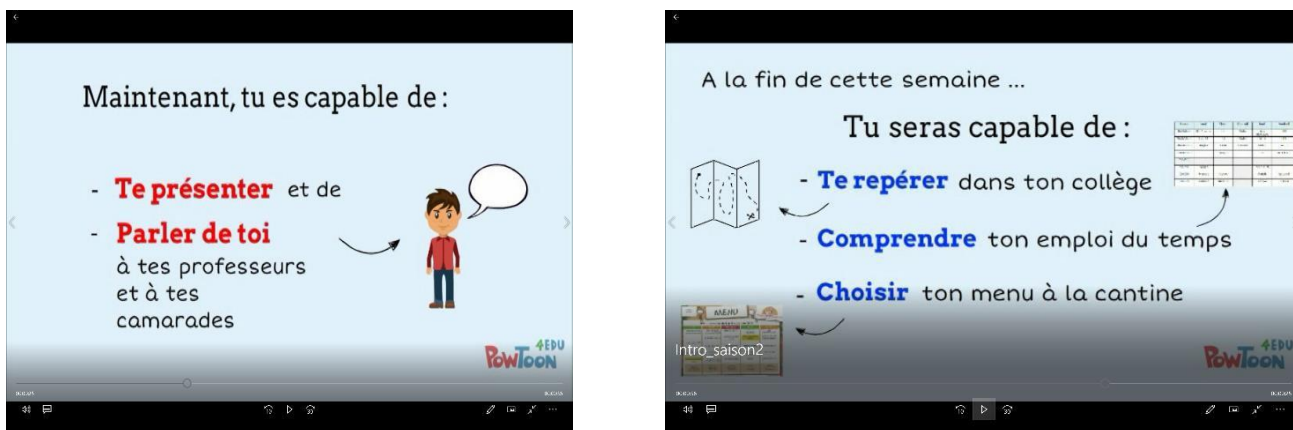 Maintenant, tu es capable de :
- Te présenter et de
- Parler de toi
à tes professeurs
et à tes
camarades
4EDU
POWTOON
A la fin de cette semaine ...
Tu seras capable de :
- Te repérer dans ton collège
- Comprendre ton emploi du temps
- Choisir ton menu à la cantine
MENU
Intro_saison2
4EDU
POWTOON